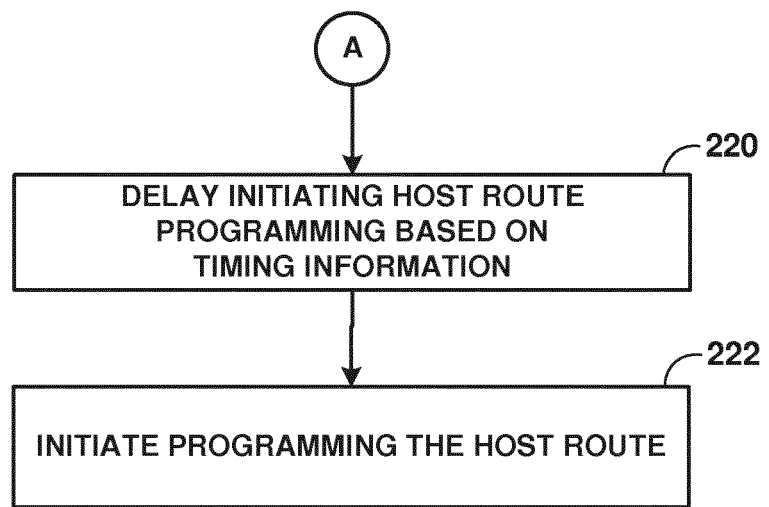 A
220
DELAY INITIATING HOST ROUTE
PROGRAMMING BASED ON
TIMING INFORMATION
222
INITIATE PROGRAMMING THE HOST ROUTE